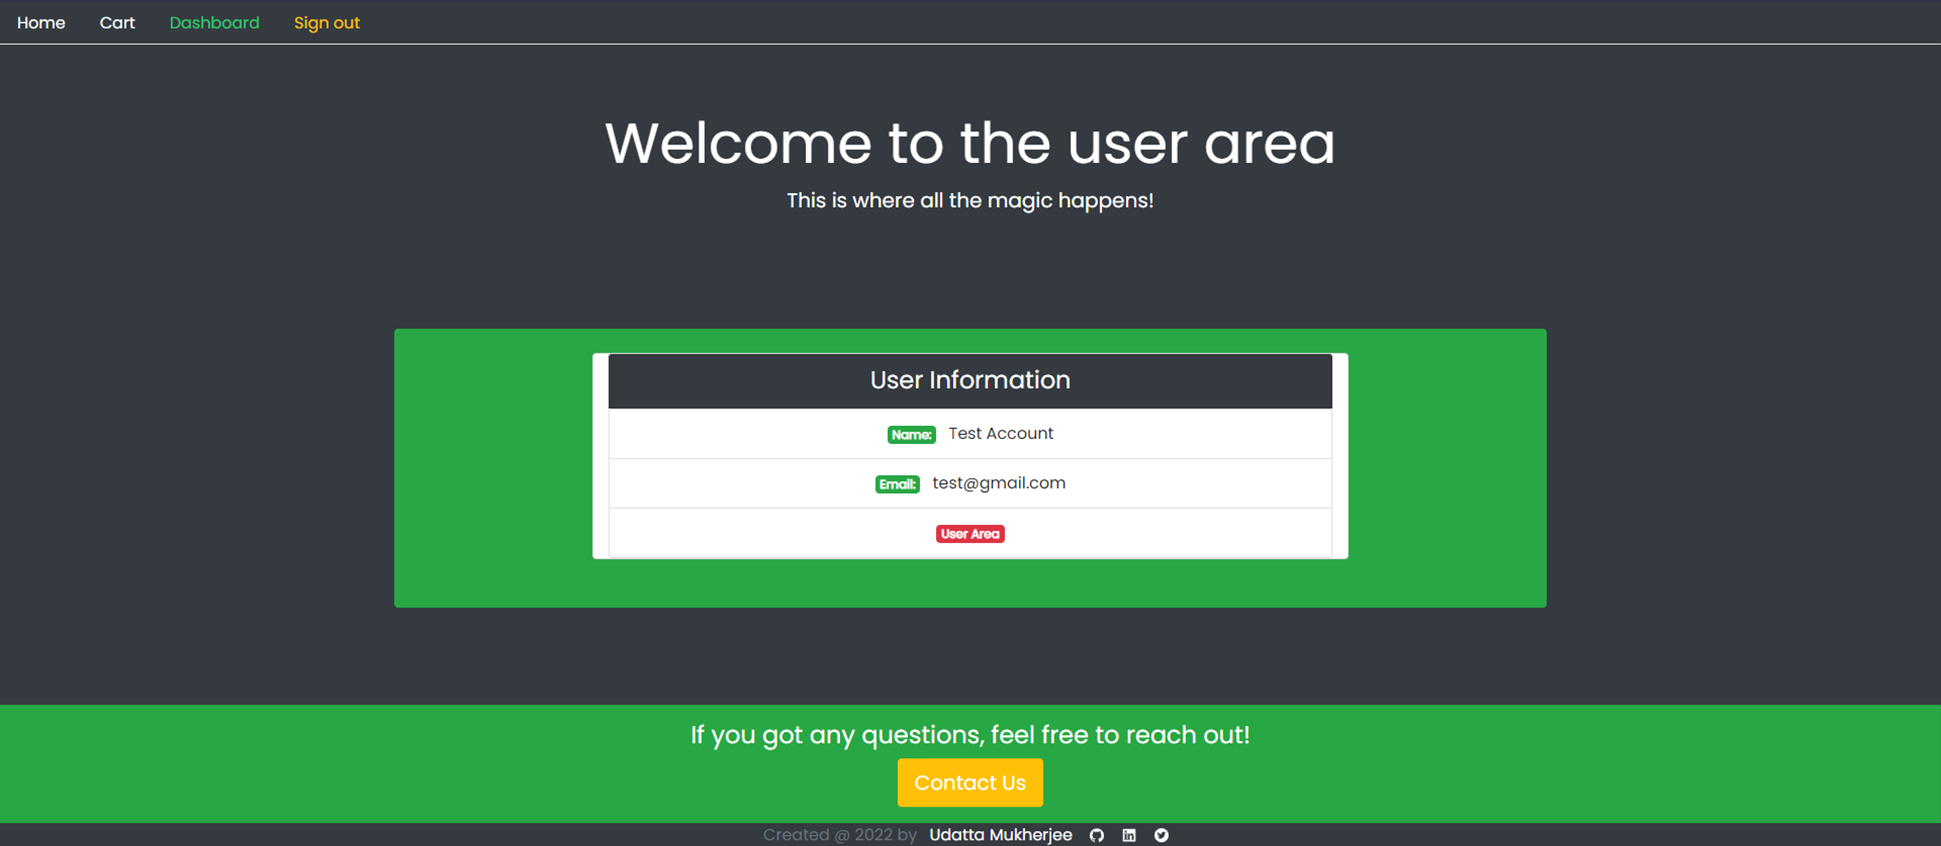 Home Cart Dashboard Sign out
Welcome to the user area
This is where all the magic happens!
User Information
Name: Test Account
Email: test@gmail.com
User Area
If you got any questions, feel free to reach out!
Contact Us
Created @ 2022 by Udatta Mukherjee